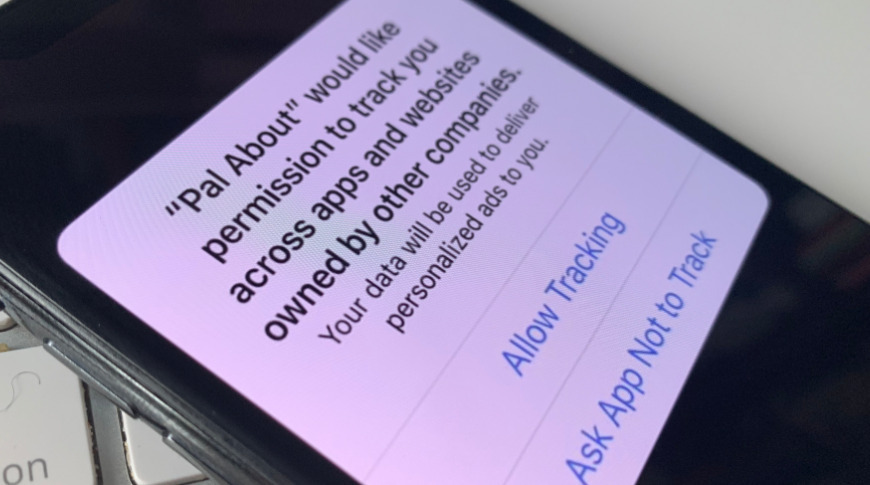 "Pal About" would like
permission to track you
across apps and websites
owned by other companies.
Your data will be used to deliver
personalized ads to you.
Allow Tracking
Ask App Not to Track
on